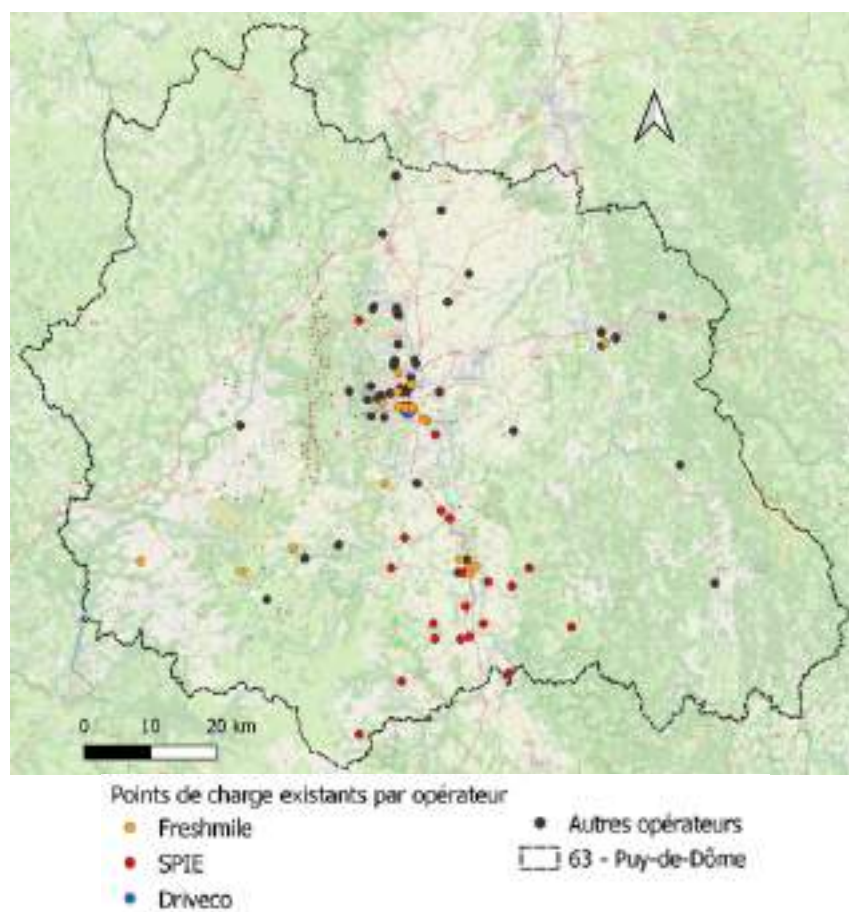 0 10 20 km
Points de charge existants par opérateur
Freshmile
SPIE
Driveco
Autres opérateurs
63 - Puy-de-Dôme